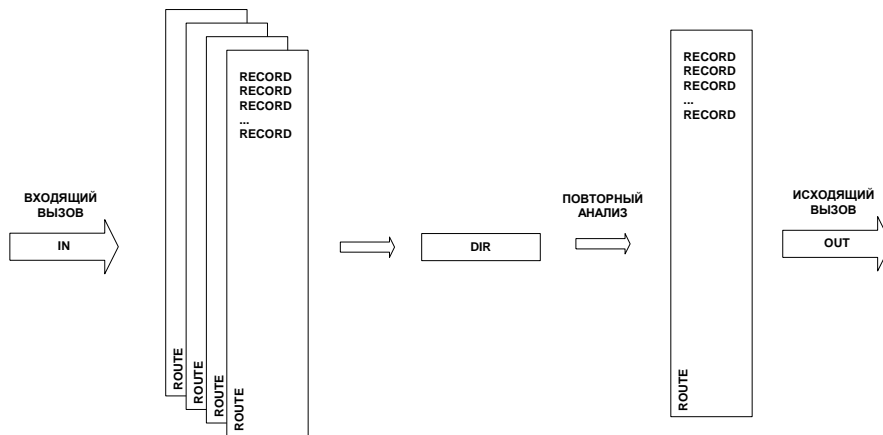 ВХОДЯЩИЙ
ВЫЗОВ
IN
ROUTE
ROUTE
ROUTE
RECORD
RECORD
RECORD
...
RECORD
ROUTE
DIR
ПОВТОРНЫЙ
АНАЛИЗ
RECORD
RECORD
RECORD
...
RECORD
ROUTE
ИСХОДЯЩИЙ
ВЫЗОВ
OUT